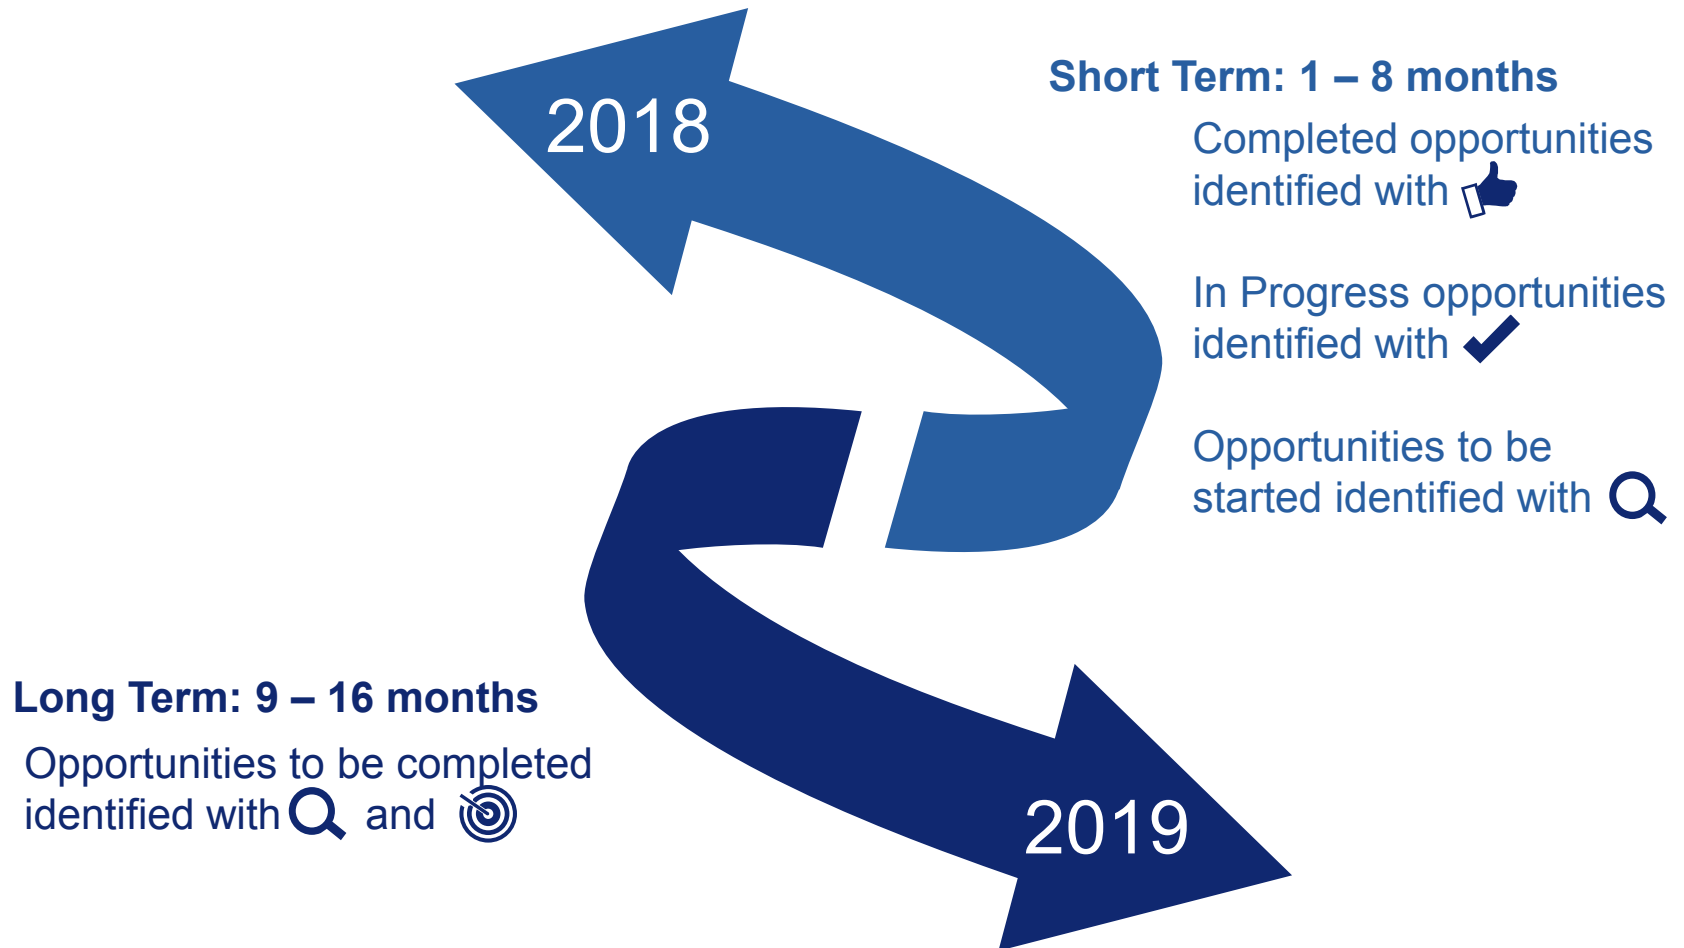 2018
Short Term: 1 – 8 months
Completed opportunities
identified with
In Progress opportunities
identified with
Opportunities to be
started identified with
Long Term: 9 – 16 months
Opportunities to be completed
identified with and
2019